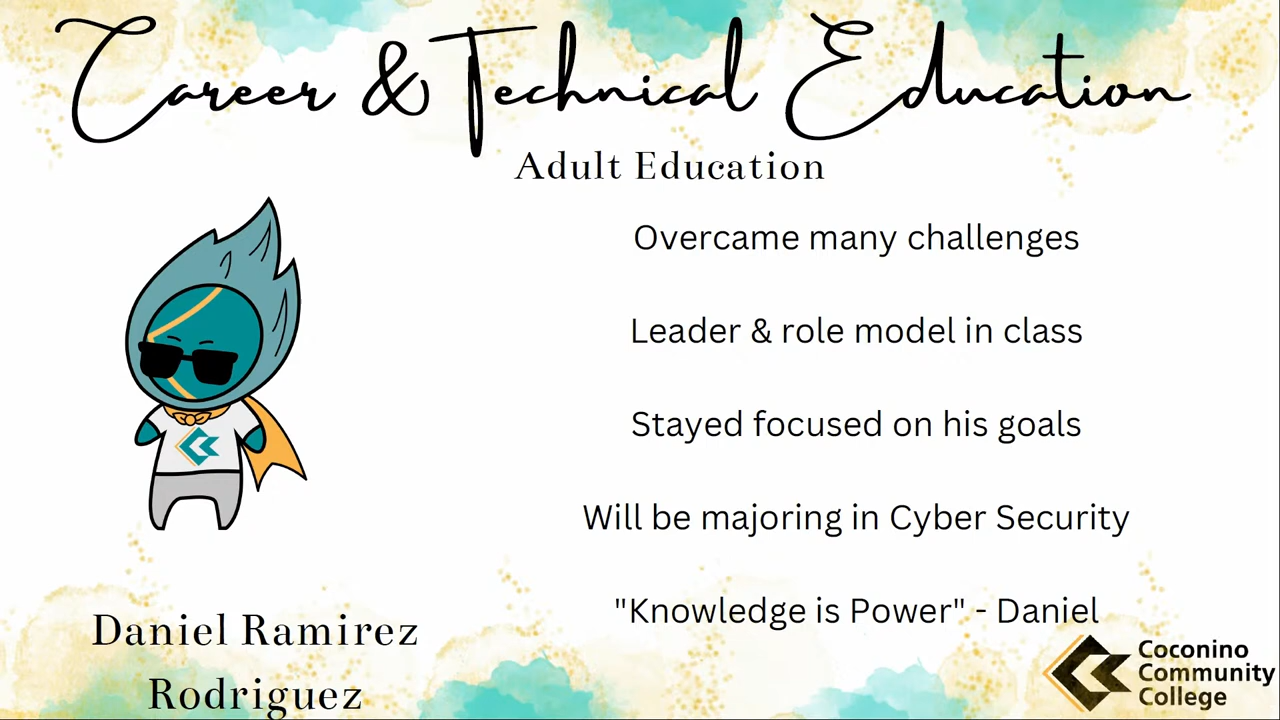 Career & Technical Education
Adult Education
Overcame many challenges
Leader & role model in class
Stayed focused on his goals
Will be majoring in Cyber Security
"Knowledge is Power" - Daniel
Daniel Ramirez
Rodriguez
Coconino
Community
College